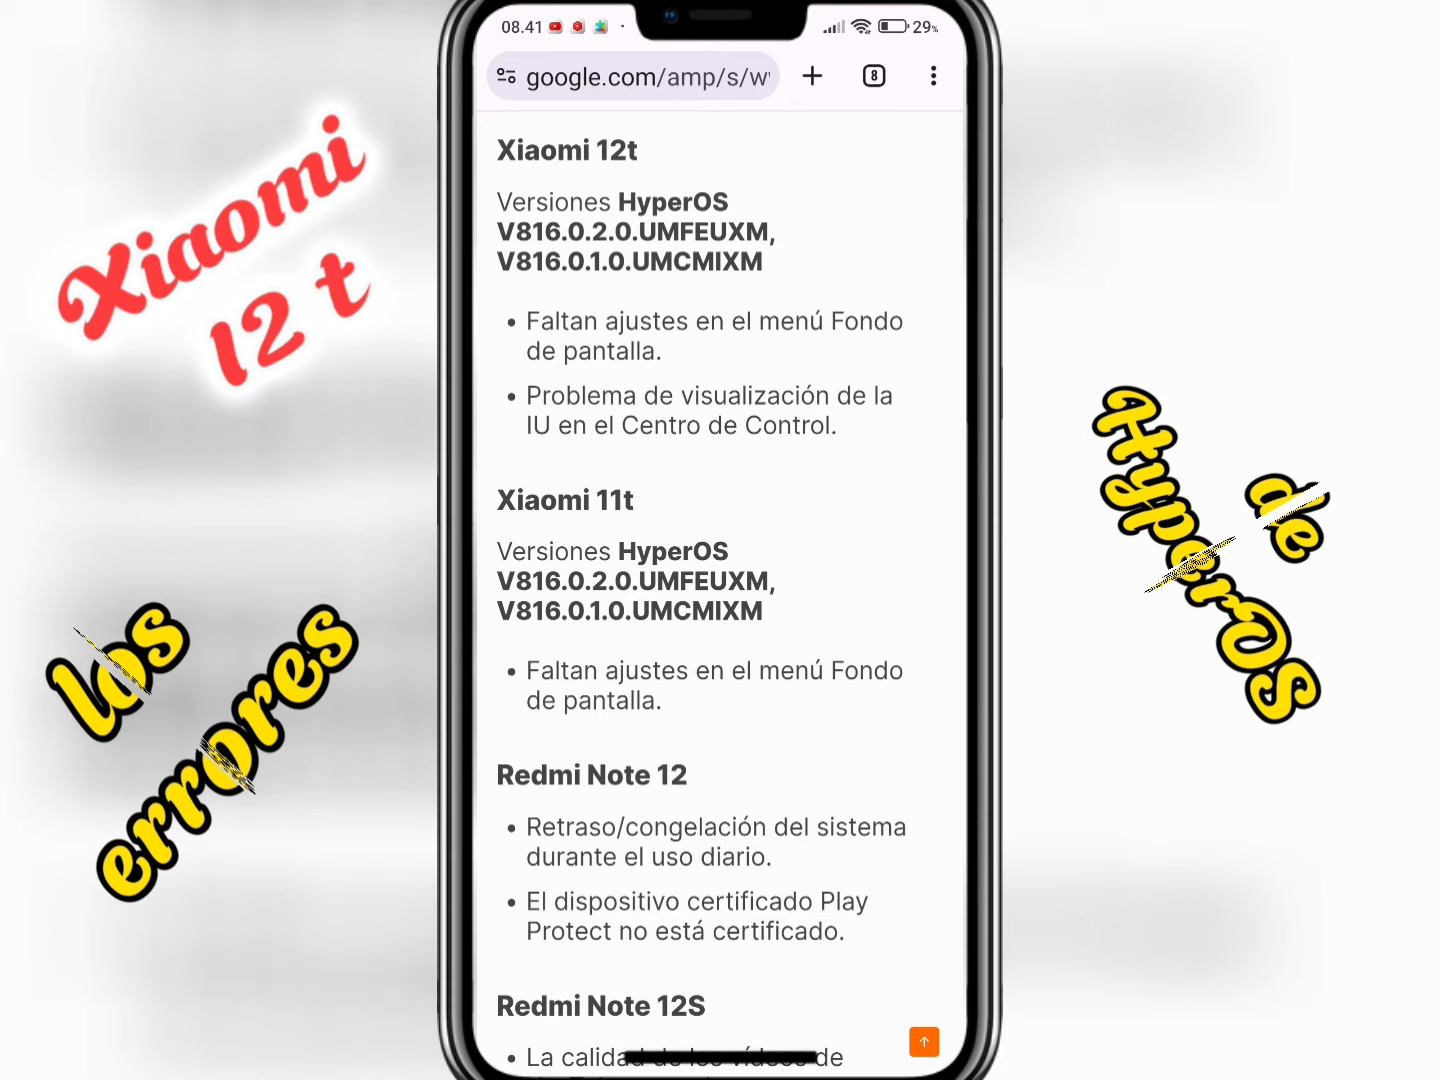 08.41
29%
google.com/amp/s/w
8
Xiaomi 12t
Versiones HyperOS
V816.0.2.0.UMFEUXM,
V816.0.1.0.UMCMIXM
• Faltan ajustes en el menú Fondo
de pantalla.
• Problema de visualización de la
IU en el Centro de Control.
Xiaomi 11t
Versiones HyperOS
V816.0.2.0.UMFEUXM,
V816.0.1.0.UMCMIXM
• Faltan ajustes en el menú Fondo
de pantalla.
Redmi Note 12
• Retraso/congelación del sistema
durante el uso diario.
• El dispositivo certificado Play
Protect no está certificado.
Redmi Note 12S
• La calidad de los vídeos de
Xiaomi
12 t
los
errores
de
HyperOS